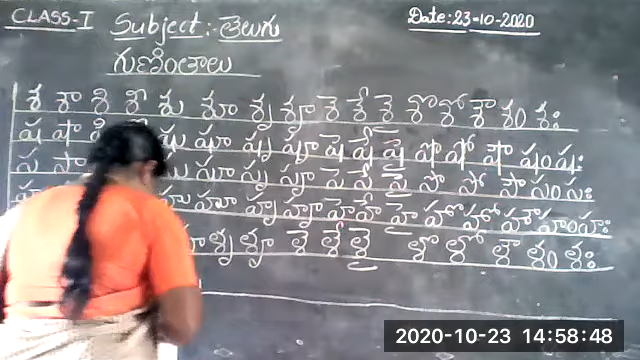 CLASS-I Subject:- తెలుగు Date:23-10-2020
గుణింతాలు
శ శా శి శీ శు శూ శృ శౄ శె శే శై శొ శో శౌ శం శః
ష షా షి షు షూ షృ షౄ షె షే షై షొ షో షౌ షం షః
స సా సు సూ సృ సౄ సె సే సై సొ సో సౌ సం సః
హు హూ హృ హౄ హె హే హై హొ హో హౌ హం హః
ళృ ళౄ ళె ళే ళై ళొ ళో ళౌ ళం ళః
2020-10-23 14:58:48